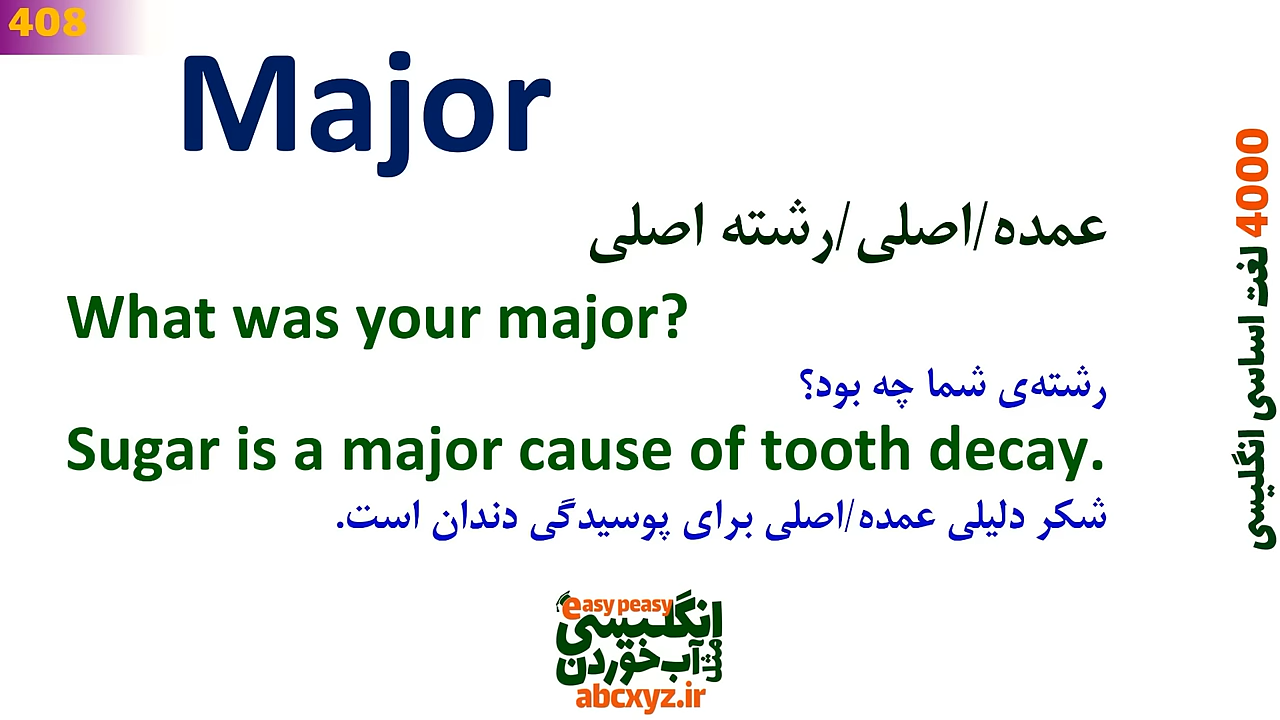 408
Major
عمده/اصلی/رشته اصلی
What was your major?
رشته‌ی شما چه بود؟
Sugar is a major cause of tooth decay.
شکر دلیلی عمده/اصلی برای پوسیدگی دندان است.
4000 لغت اساسی انگلیسی
easy peasy
انگلیسی
مثل آب خوردن
abcxyz.ir